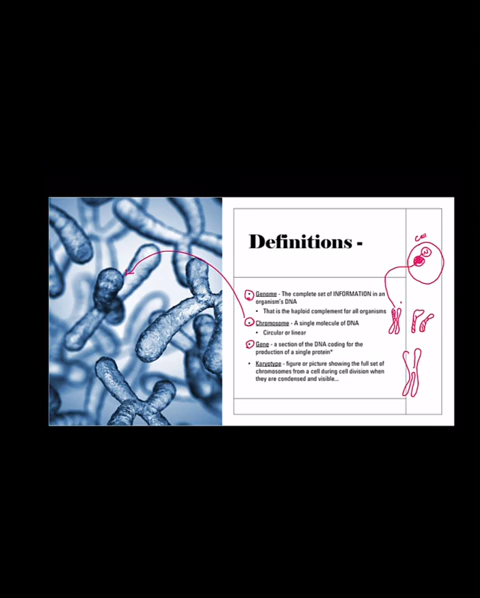 Definitions -
Cell
Genome - The complete set of INFORMATION in an
organism's DNA
• That is the haploid complement for all organisms
Chromosome - A single molecule of DNA
• Circular or linear
Gene - a section of the DNA coding for the
production of a single protein*
• Karyotype - figure or picture showing the full set of
chromosomes from a cell during cell division when
they are condensed and visible...